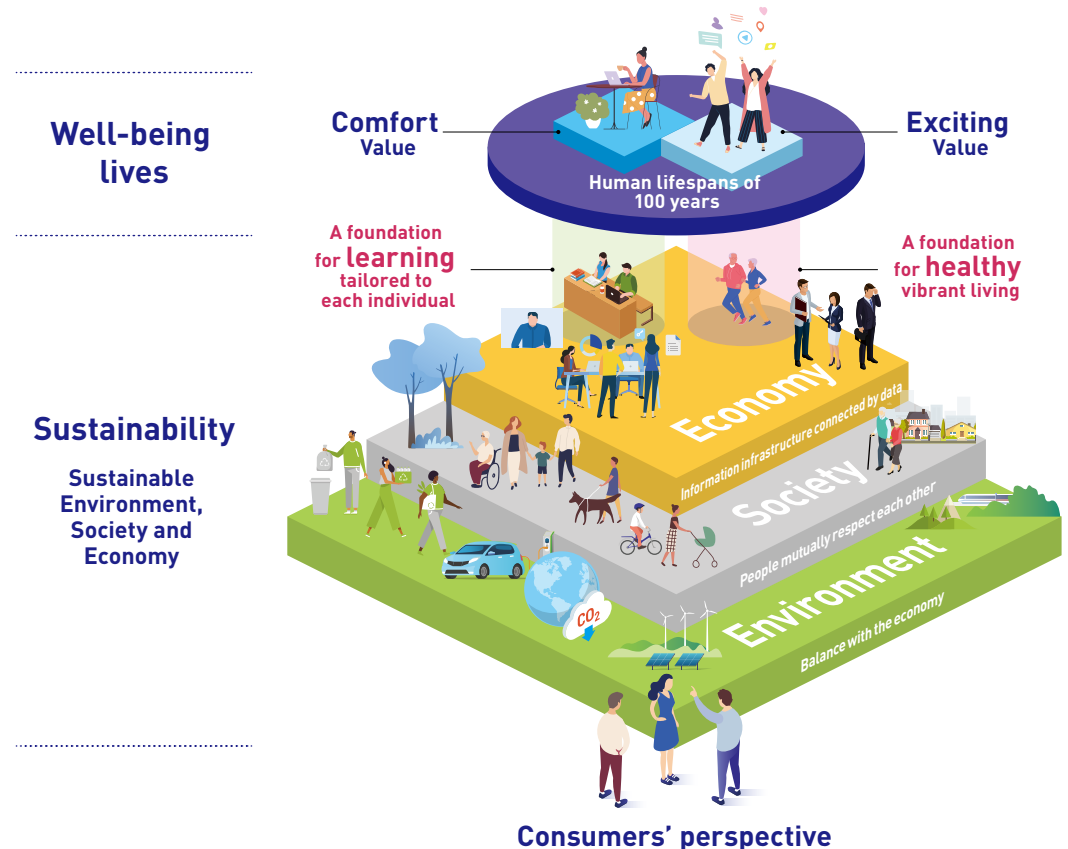 Well-being
lives
Comfort
Value
Exciting
Value
Human lifespans of
100 years
A foundation
for learning
tailored to
each individual
A foundation
for healthy
vibrant living
Economy
Information infrastructure connected by data
Sustainability
Sustainable
Environment,
Society and
Economy
Society
People mutually respect each other
Environment
Balance with the economy
CO2
Consumers’ perspective